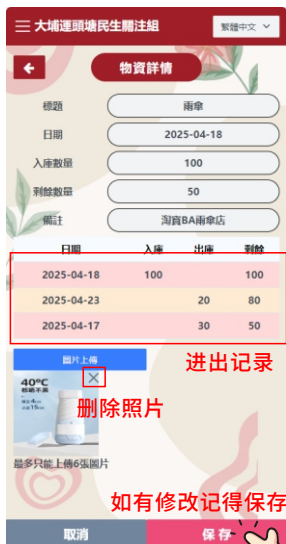 大埔運頭塘民生關注組
繁體中文
物資詳情
標題 雨傘
日期 2025-04-18
入庫數量 100
剩餘數量 50
備註 淘寶BA雨傘店
日期 入庫 出庫 剩餘
2025-04-18 100 100
2025-04-23 20 80
2025-04-17 30 50
进出记录
圖片上傳
40°C
删除照片
最多只能上傳6張圖片
如有修改记得保存
取消 保存